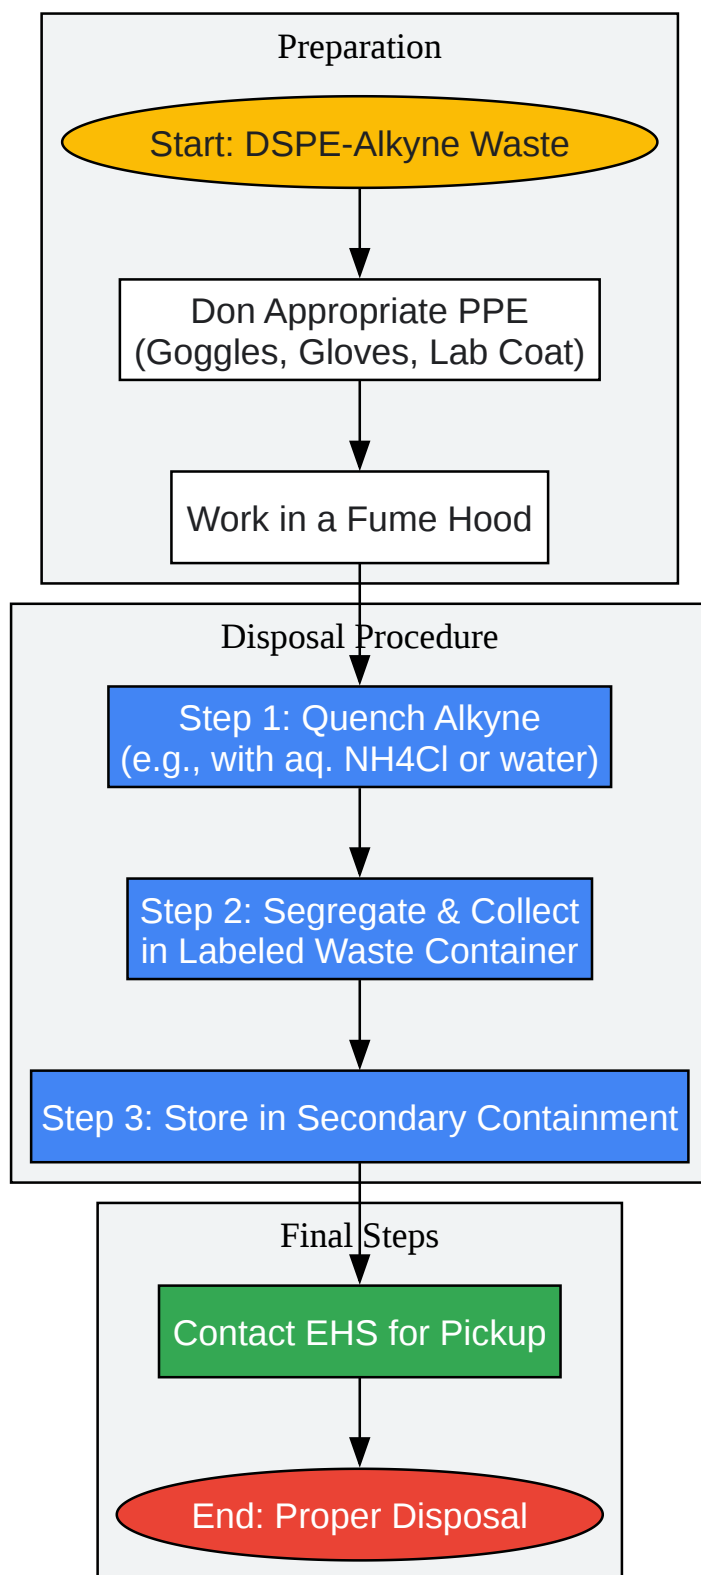 Preparation
Start: DSPE-Alkyne Waste
Don Appropriate PPE
(Goggles, Gloves, Lab Coat)
Work in a Fume Hood
Disposal Procedure
Step 1: Quench Alkyne
(e.g., with aq. NH4Cl or water)
Step 2: Segregate & Collect
in Labeled Waste Container
Step 3: Store in Secondary Containment
Final Steps
Contact EHS for Pickup
End: Proper Disposal